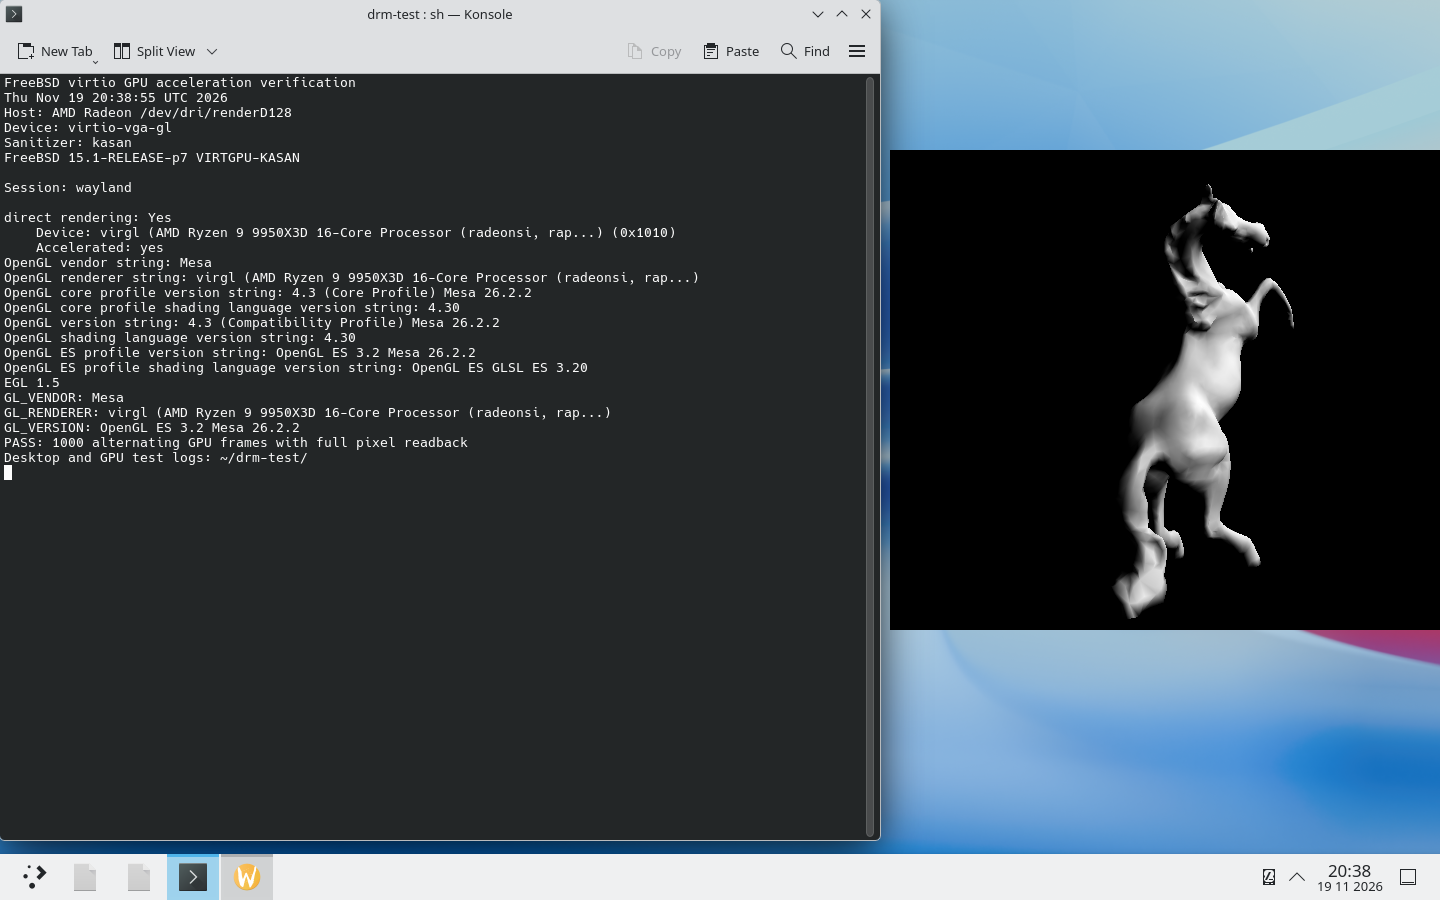 drm-test : sh — Konsole
New Tab
Split View
Copy
Paste
Find
FreeBSD virtio GPU acceleration verification
Thu Nov 19 20:38:55 UTC 2026
Host: AMD Radeon /dev/dri/renderD128
Device: virtio-vga-gl
Sanitizer: kasan
FreeBSD 15.1-RELEASE-p7 VIRTGPU-KASAN
Session: wayland
direct rendering: Yes
    Device: virgl (AMD Ryzen 9 9950X3D 16-Core Processor (radeonsi, rap...) (0x1010)
    Accelerated: yes
OpenGL vendor string: Mesa
OpenGL renderer string: virgl (AMD Ryzen 9 9950X3D 16-Core Processor (radeonsi, rap...)
OpenGL core profile version string: 4.3 (Core Profile) Mesa 26.2.2
OpenGL core profile shading language version string: 4.30
OpenGL version string: 4.3 (Compatibility Profile) Mesa 26.2.2
OpenGL shading language version string: 4.30
OpenGL ES profile version string: OpenGL ES 3.2 Mesa 26.2.2
OpenGL ES profile shading language version string: OpenGL ES GLSL ES 3.20
EGL 1.5
GL_VENDOR: Mesa
GL_RENDERER: virgl (AMD Ryzen 9 9950X3D 16-Core Processor (radeonsi, rap...)
GL_VERSION: OpenGL ES 3.2 Mesa 26.2.2
PASS: 1000 alternating GPU frames with full pixel readback
Desktop and GPU test logs: ~/drm-test/
20:38
19 11 2026